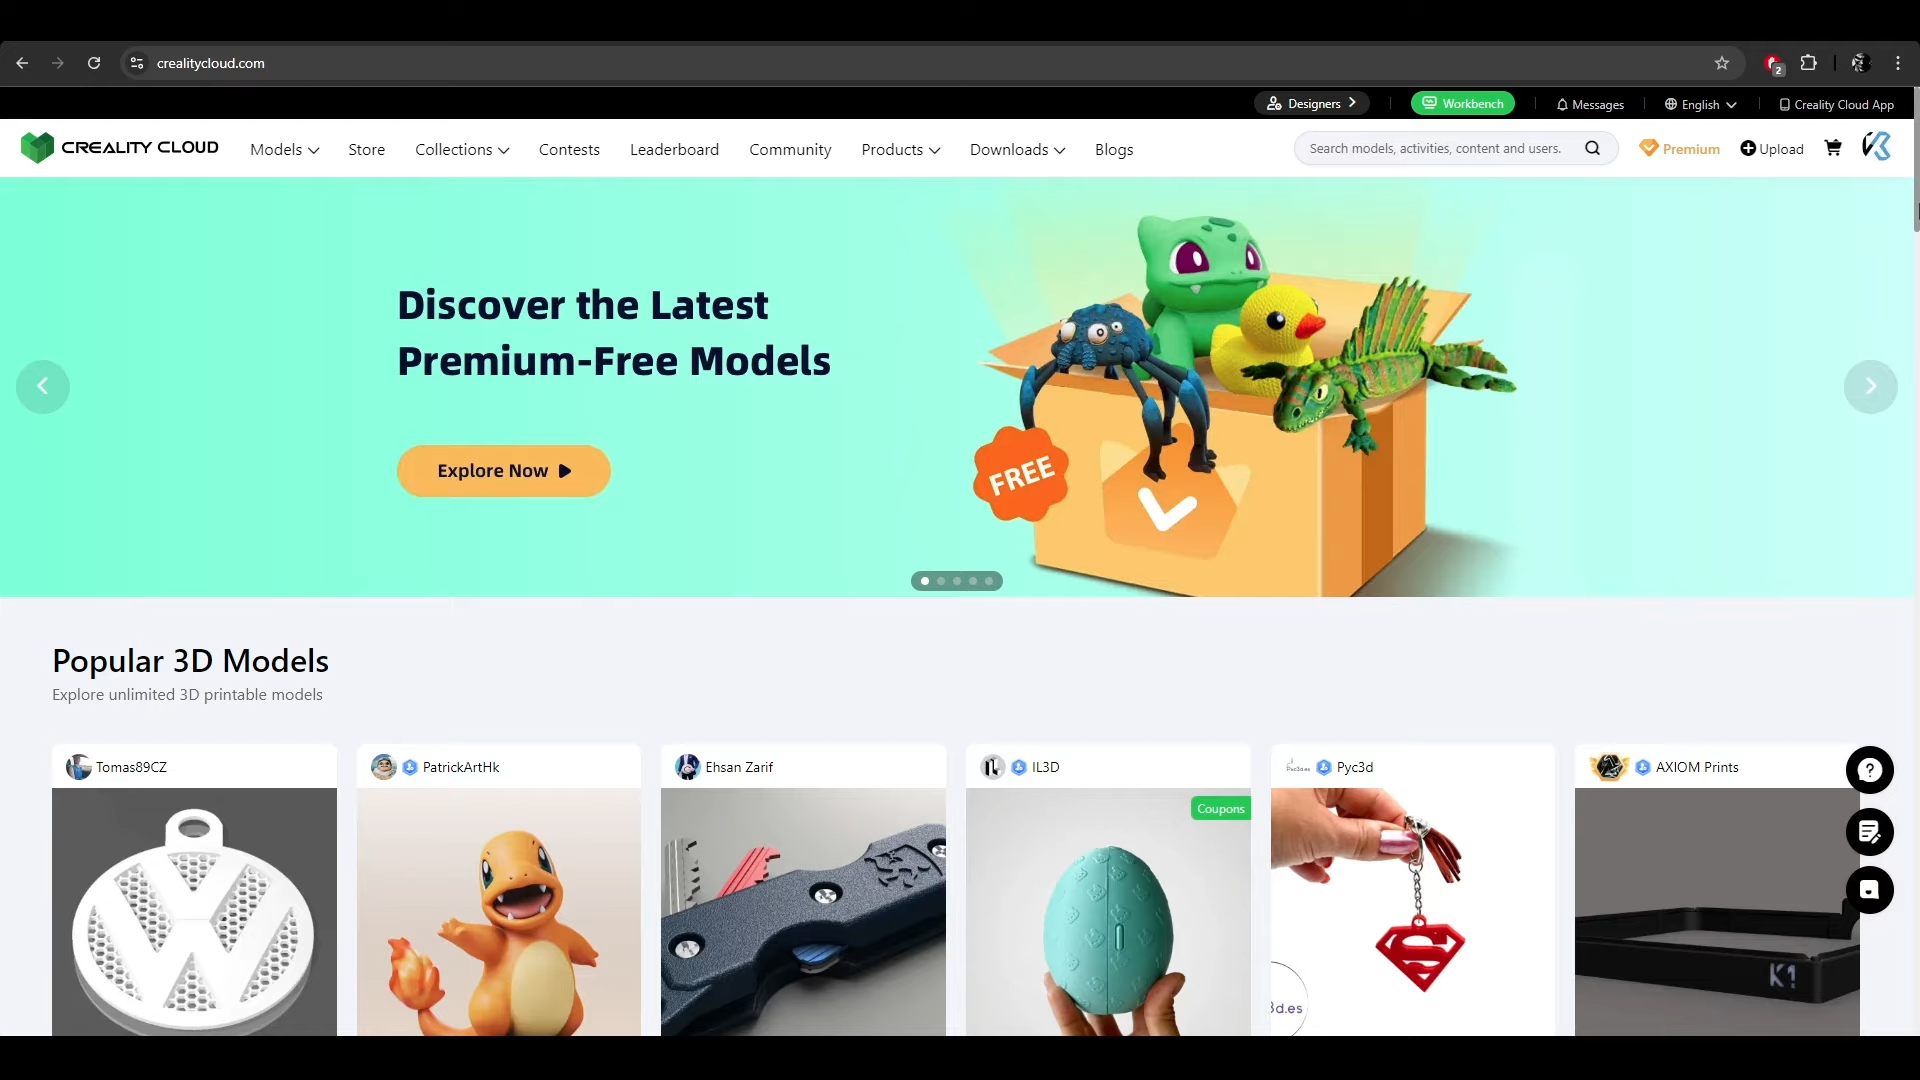 crealitycloud.com
2
Designers
Workbench
Messages
English
Creality Cloud App
CREALITY CLOUD
Models
Store
Collections
Contests
Leaderboard
Community
Products
Downloads
Blogs
Search models, activities, content and users.
Premium
Upload
Discover the Latest
Premium-Free Models
Explore Now
FREE
Popular 3D Models
Explore unlimited 3D printable models
Tomas89CZ
PatrickArtHk
Ehsan Zarif
IL3D
Pyc3d
AXIOM Prints
Coupons
3d.es
K1